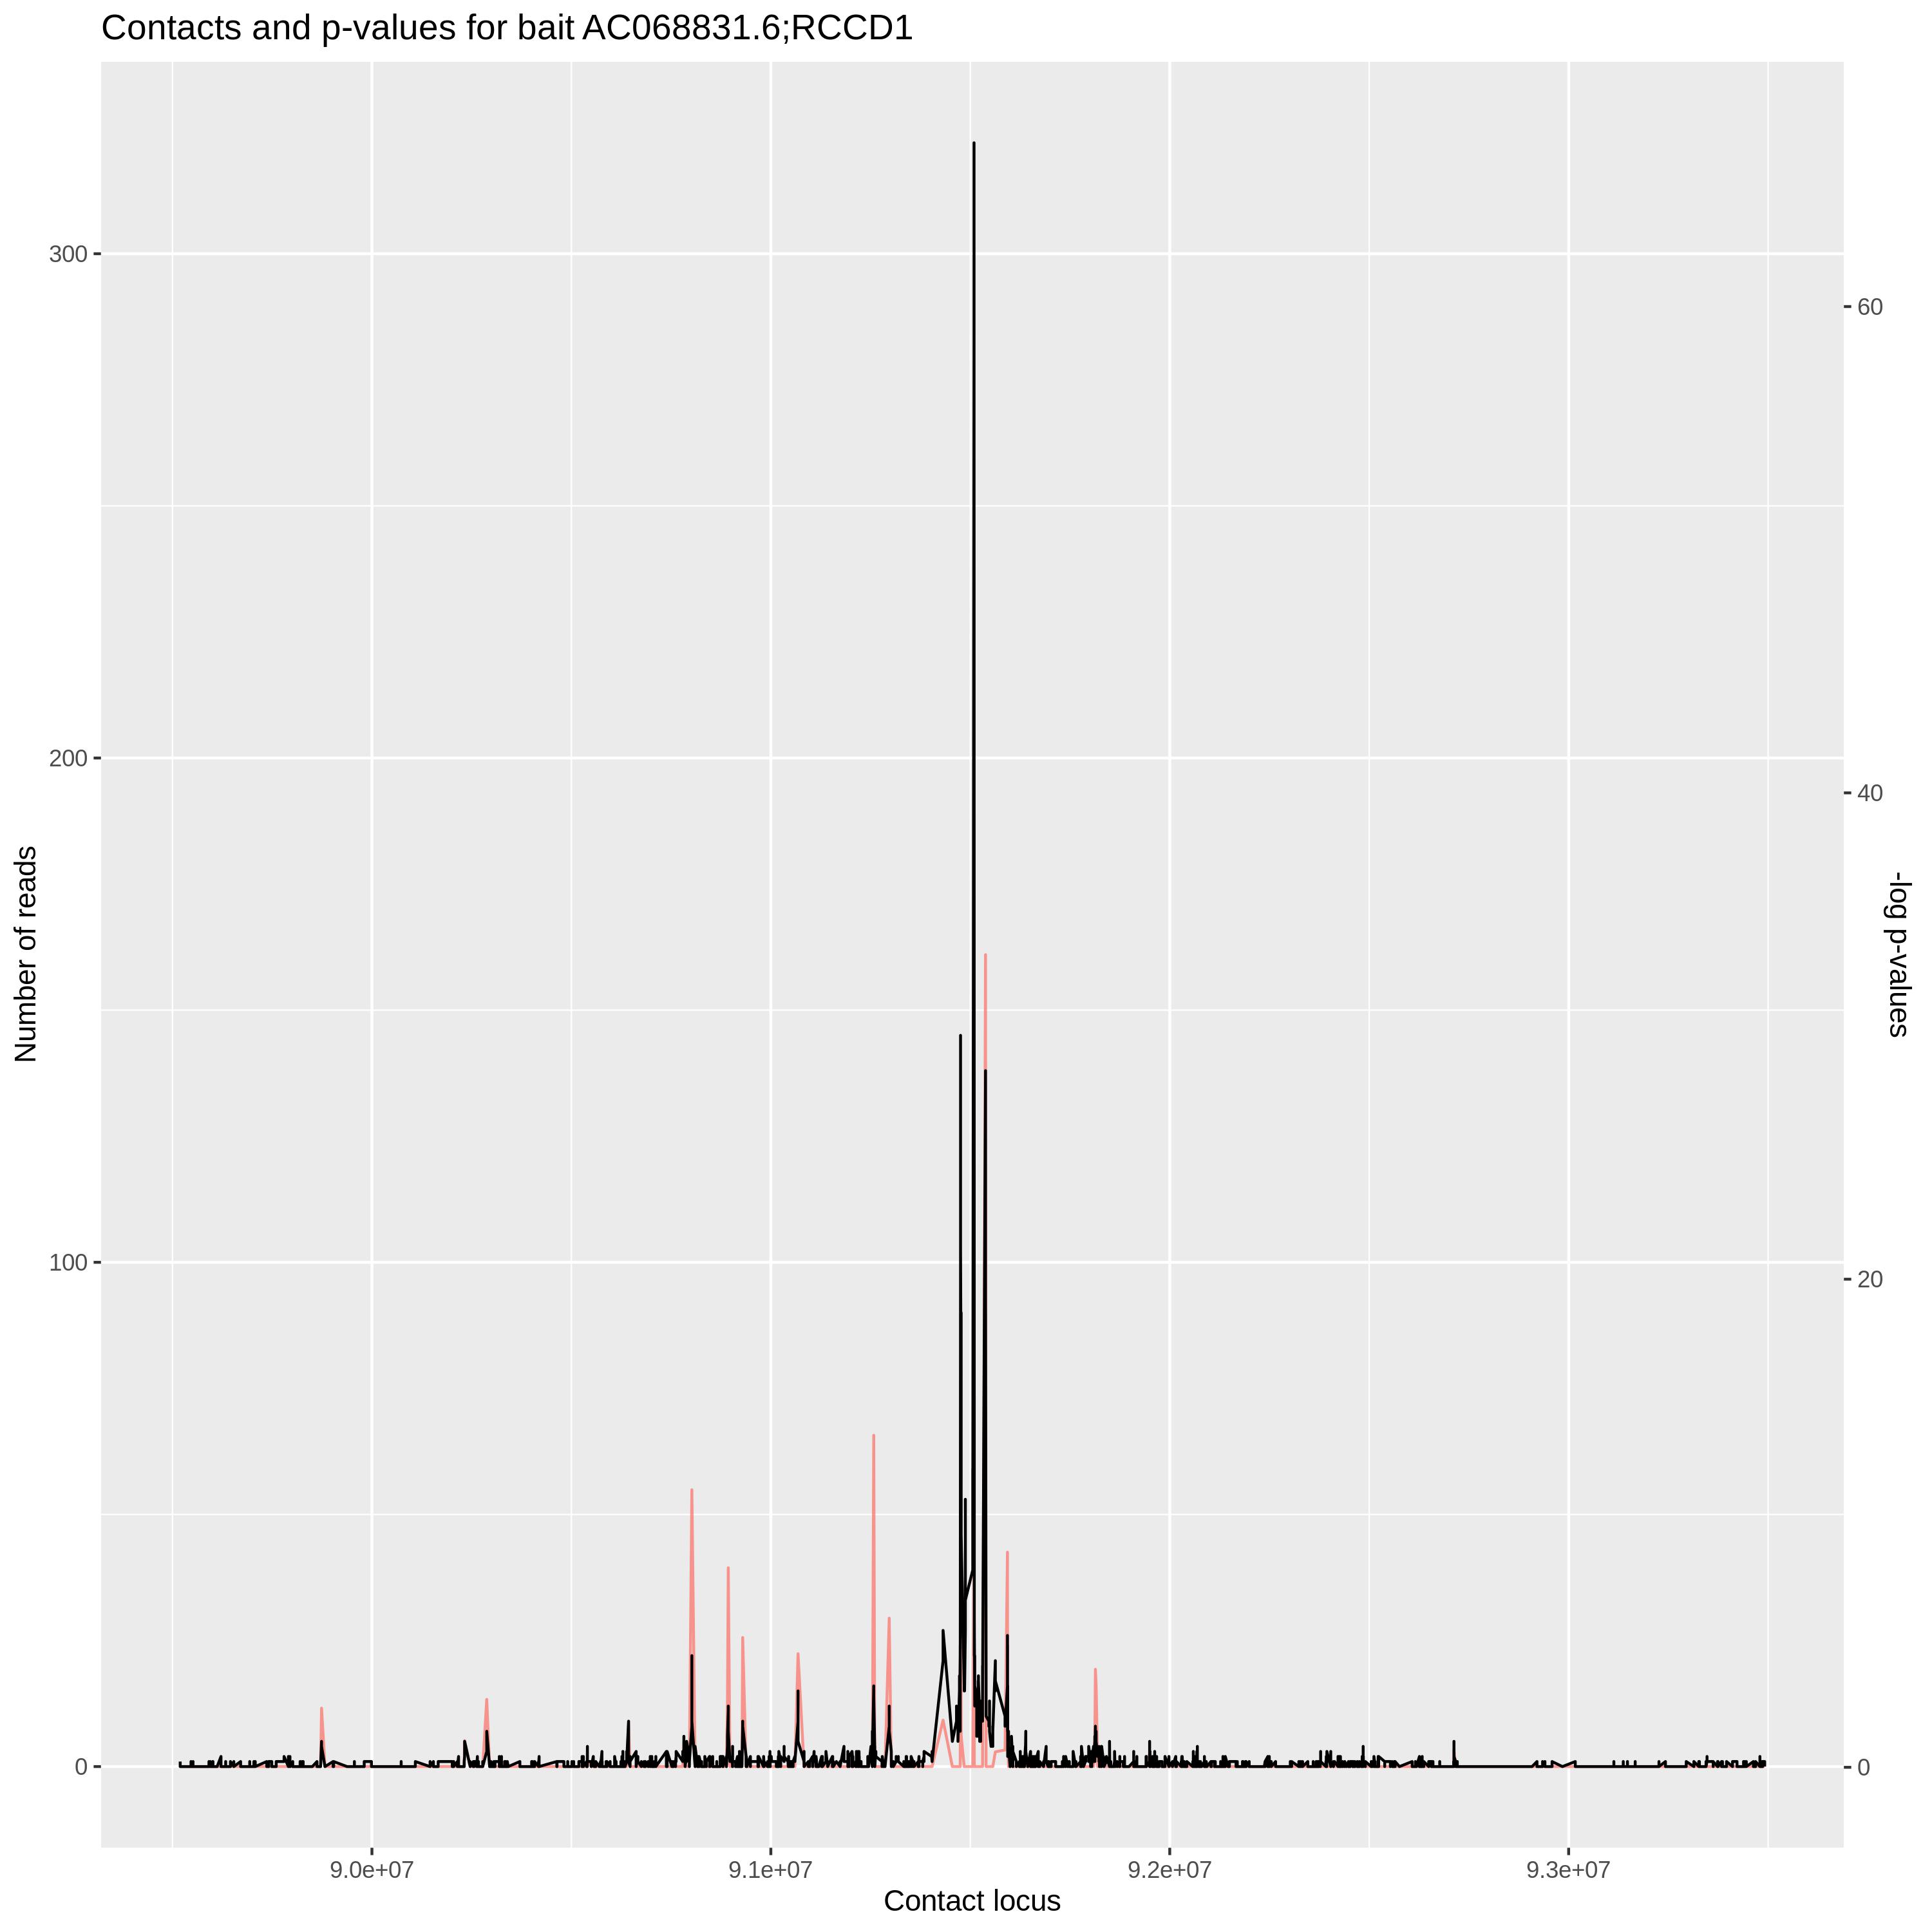 Contacts and p-values for bait AC068831.6;RCCD1
Number of reads
300
200
100
0
60
40
20
0
-log p-values
9.0e+07
9.1e+07
9.2e+07
9.3e+07
Contact locus